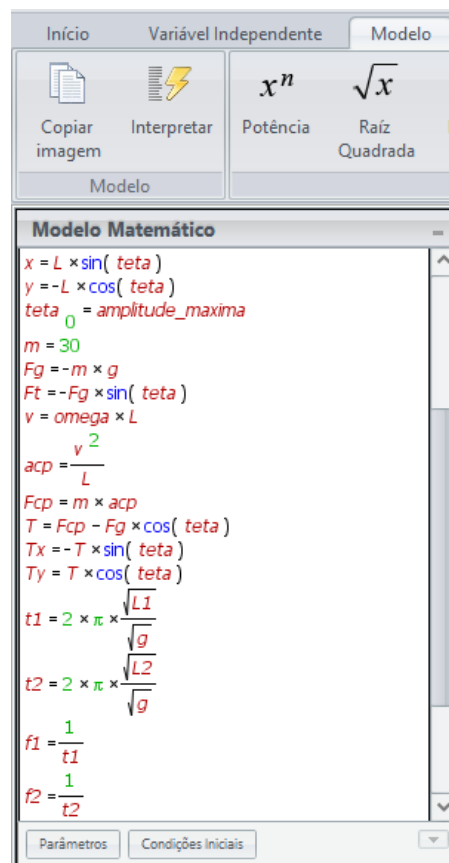 Início Variável Independente Modelo
Copiar imagem
Interpretar
xⁿ
Potência
√x
Raíz Quadrada
Modelo
Modelo Matemático
x = L × sin( teta )
y = -L × cos( teta )
teta ₀ = amplitude_maxima
m = 30
Fg = -m × g
Ft = -Fg × sin( teta )
v = omega × L
acp = v²/L
Fcp = m × acp
T = Fcp - Fg × cos( teta )
Tx = -T × sin( teta )
Ty = T × cos( teta )
t1 = 2 × π × √L1/√g
t2 = 2 × π × √L2/√g
f1 = 1/t1
f2 = 1/t2
Parâmetros Condições Iniciais